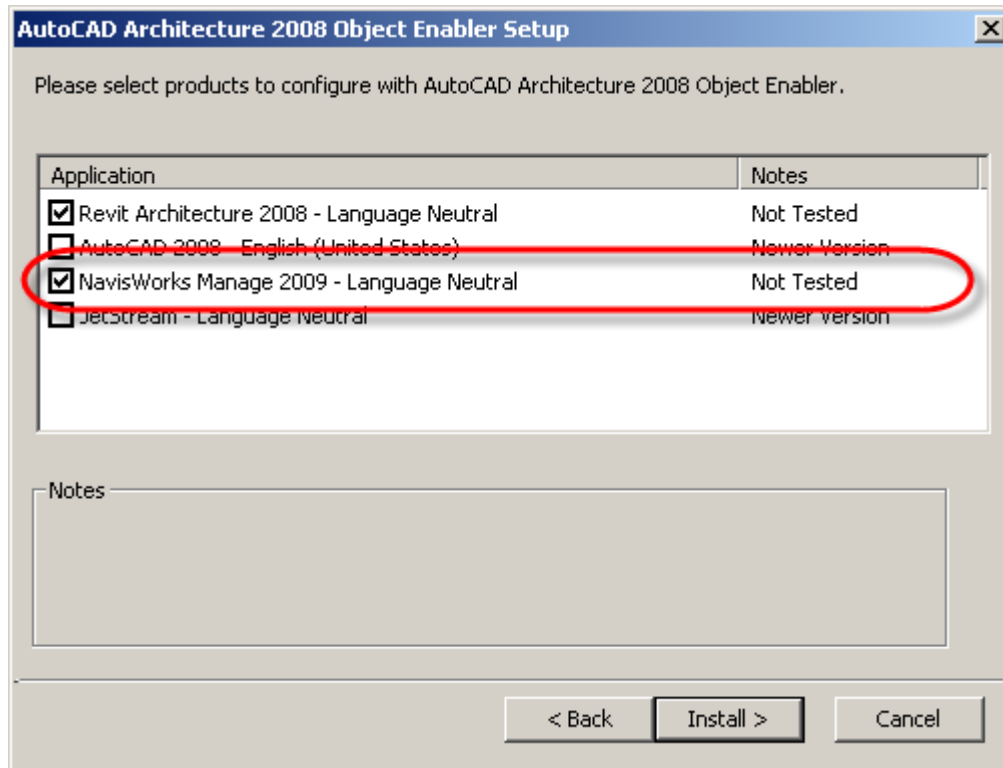 AutoCAD Architecture 2008 Object Enabler Setup
Please select products to configure with AutoCAD Architecture 2008 Object Enabler.
Application Notes
Revit Architecture 2008 - Language Neutral Not Tested
AutoCAD 2008 - English (United States) Newer Version
NavisWorks Manage 2009 - Language Neutral Not Tested
JetStream - Language Neutral Newer Version
Notes
< Back Install > Cancel